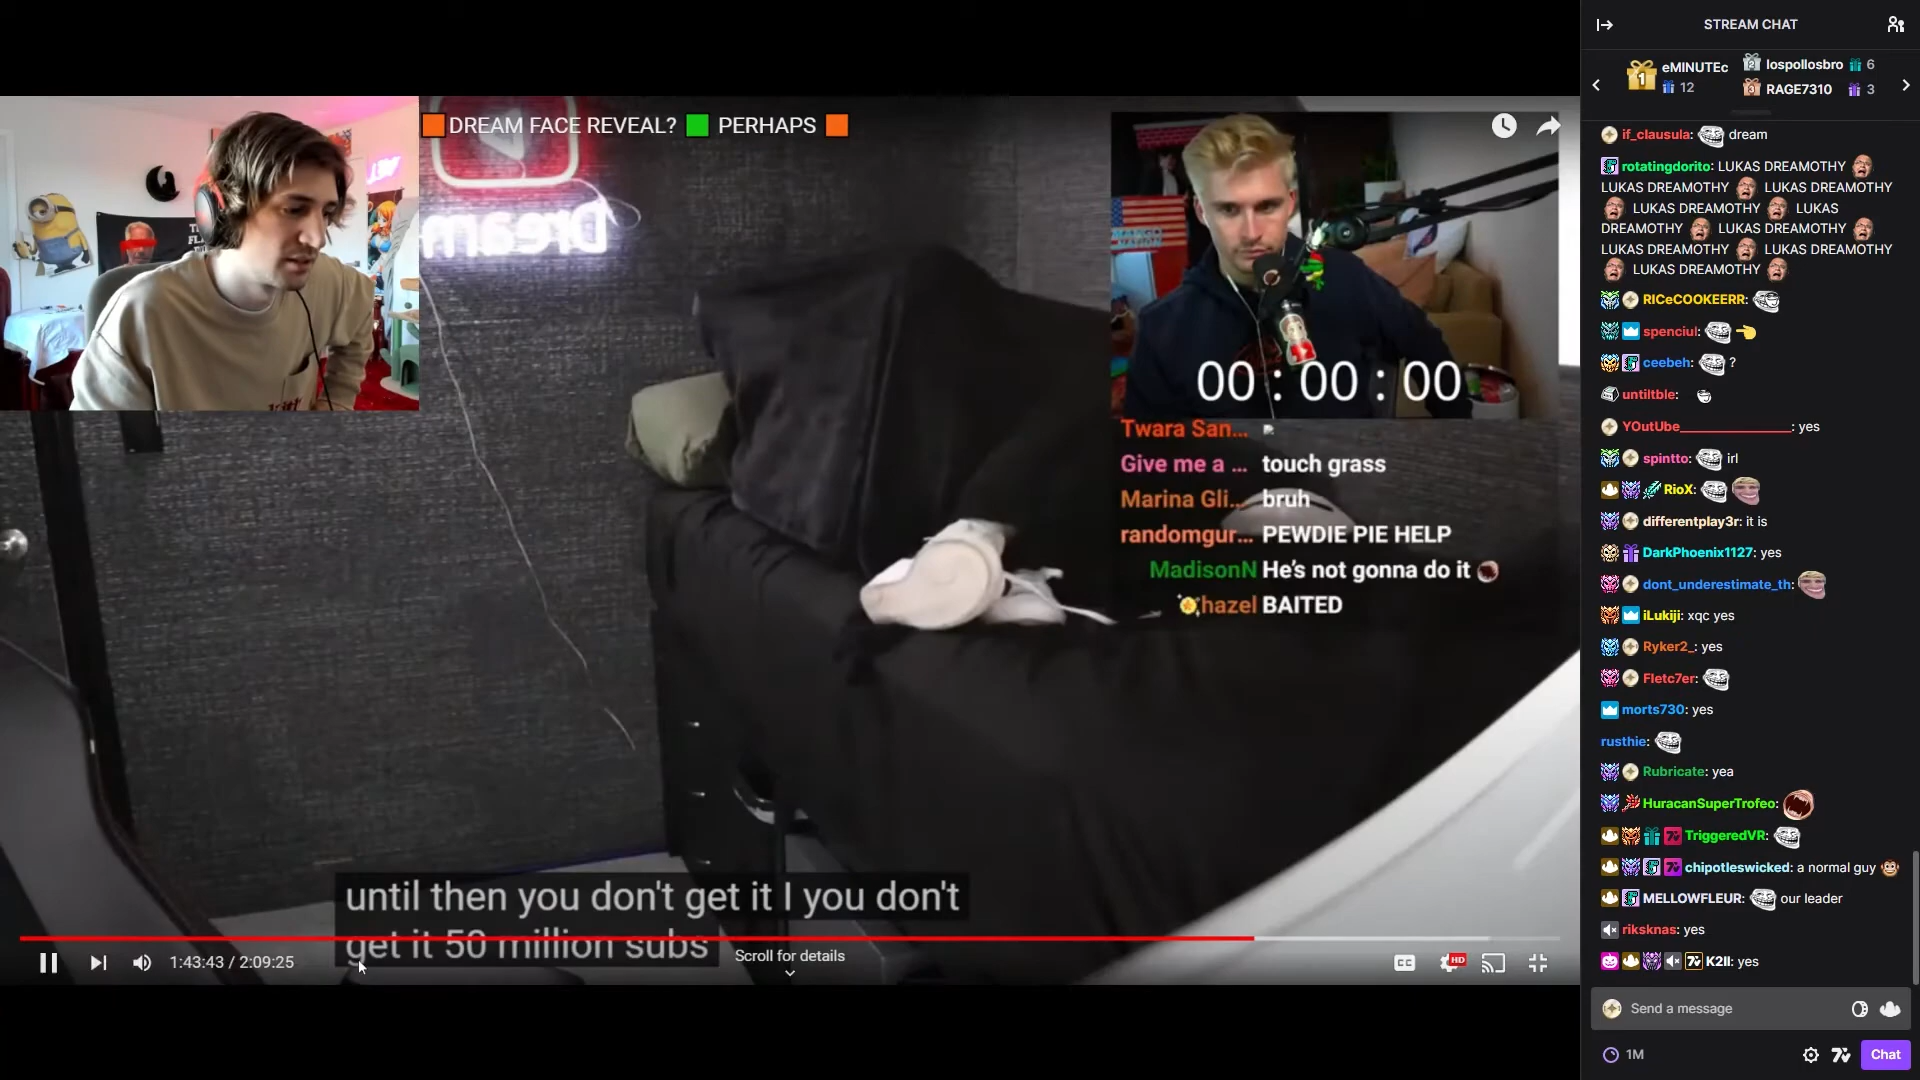 DREAM FACE REVEAL? PERHAPS
Dream
00 : 00 : 00
Twara San...
Give me a ... touch grass
Marina Gli... bruh
randomgur... PEWDIE PIE HELP
MadisonN He's not gonna do it
hazel BAITED
until then you don't get it I you don't
get it 50 million subs
Scroll for details
1:43:43 / 2:09:25
CC
HD
STREAM CHAT
1 eMINUTEc 12
2 lospollosbro 6
3 RAGE7310 3
if_clausula: dream
rotatingdorito: LUKAS DREAMOTHY
LUKAS DREAMOTHY LUKAS DREAMOTHY
LUKAS DREAMOTHY LUKAS
DREAMOTHY LUKAS DREAMOTHY
LUKAS DREAMOTHY LUKAS DREAMOTHY
LUKAS DREAMOTHY
RICeCOOKEERR:
spenciul:
ceebeh: ?
untiltble:
YOutUbe_______________: yes
spintto: irl
RioX:
differentplay3r: it is
DarkPhoenix1127: yes
dont_underestimate_th:
iLukiji: xqc yes
Ryker2_: yes
Fletc7er:
morts730: yes
rusthie:
Rubricate: yea
HuracanSuperTrofeo:
TriggeredVR:
chipotleswicked: a normal guy
MELLOWFLEUR: our leader
riksknas: yes
K2II: yes
Send a message
1M
Chat